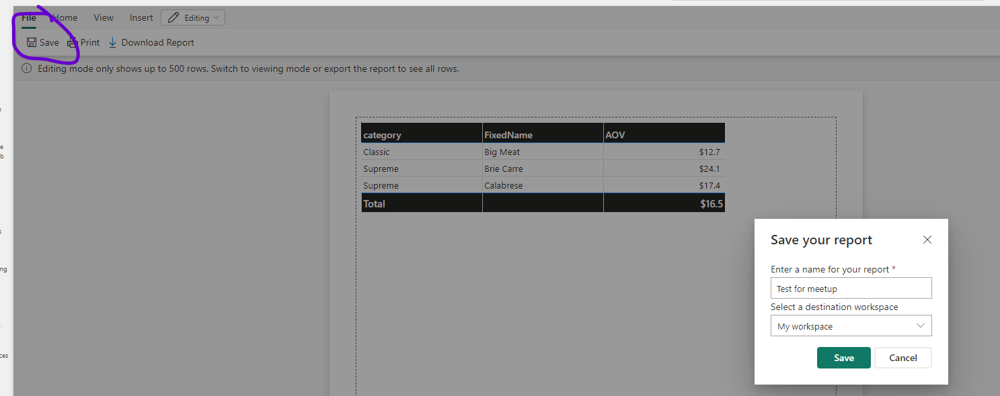 File Home View Insert Editing
Save Print Download Report
Editing mode only shows up to 500 rows. Switch to viewing mode or export the report to see all rows.
category FixedName AOV
Classic Big Meat $12.7
Supreme Brie Carre $24.1
Supreme Calabrese $17.4
Total $16.5
Save your report
Enter a name for your report *
Test for meetup
Select a destination workspace
My workspace
Save Cancel